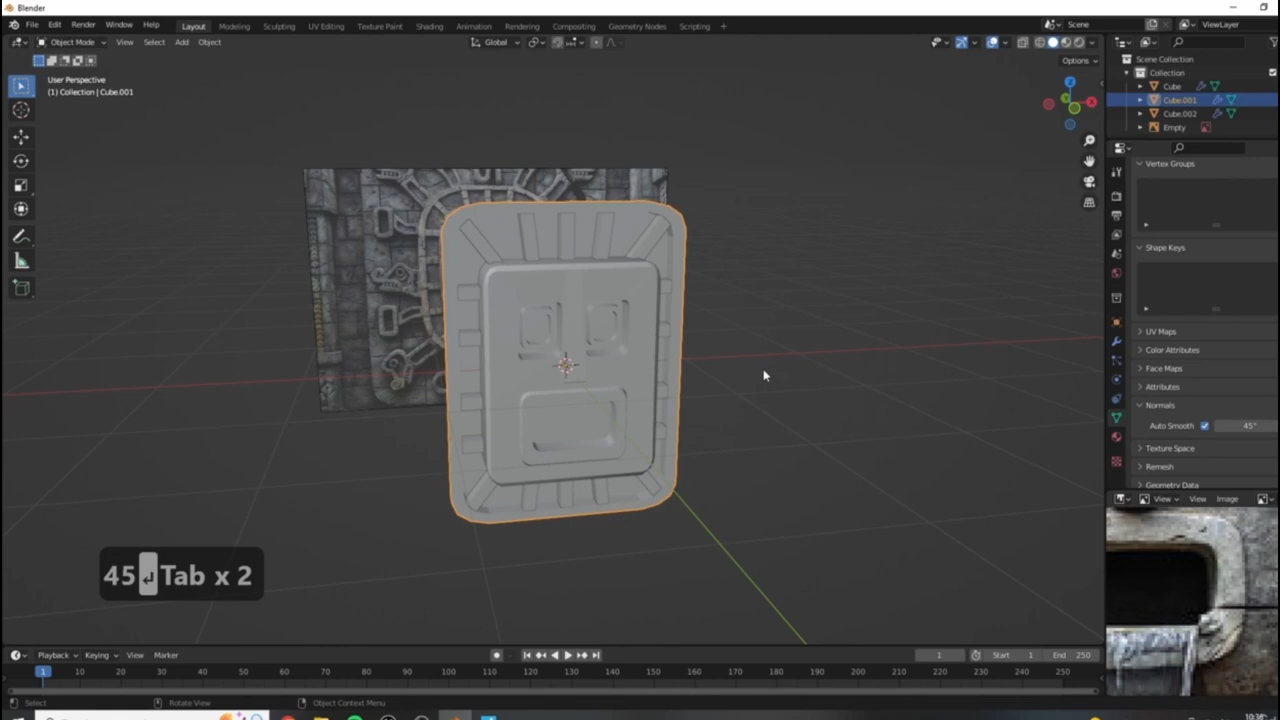 Blender
File Edit Render Window Help Layout Modeling Sculpting UV Editing Texture Paint Shading Animation Rendering Compositing Geometry Nodes Scripting + Scene ViewLayer
Object Mode View Select Add Object Global
Options
User Perspective
(1) Collection | Cube.001
Scene Collection
Collection
Cube
Cube.001
Cube.002
Empty
Vertex Groups
Shape Keys
UV Maps
Color Attributes
Face Maps
Attributes
Normals
Auto Smooth 45°
Texture Space
Remesh
Geometry Data
View View Image
45 Tab x 2
Playback Keying View Marker 1 Start 1 End 250
1 10 20 30 40 50 60 70 80 90 100 110 120 130 140 150 160 170 180 190 200 210 220 230 240 250
Select Rotate View Object Context Menu